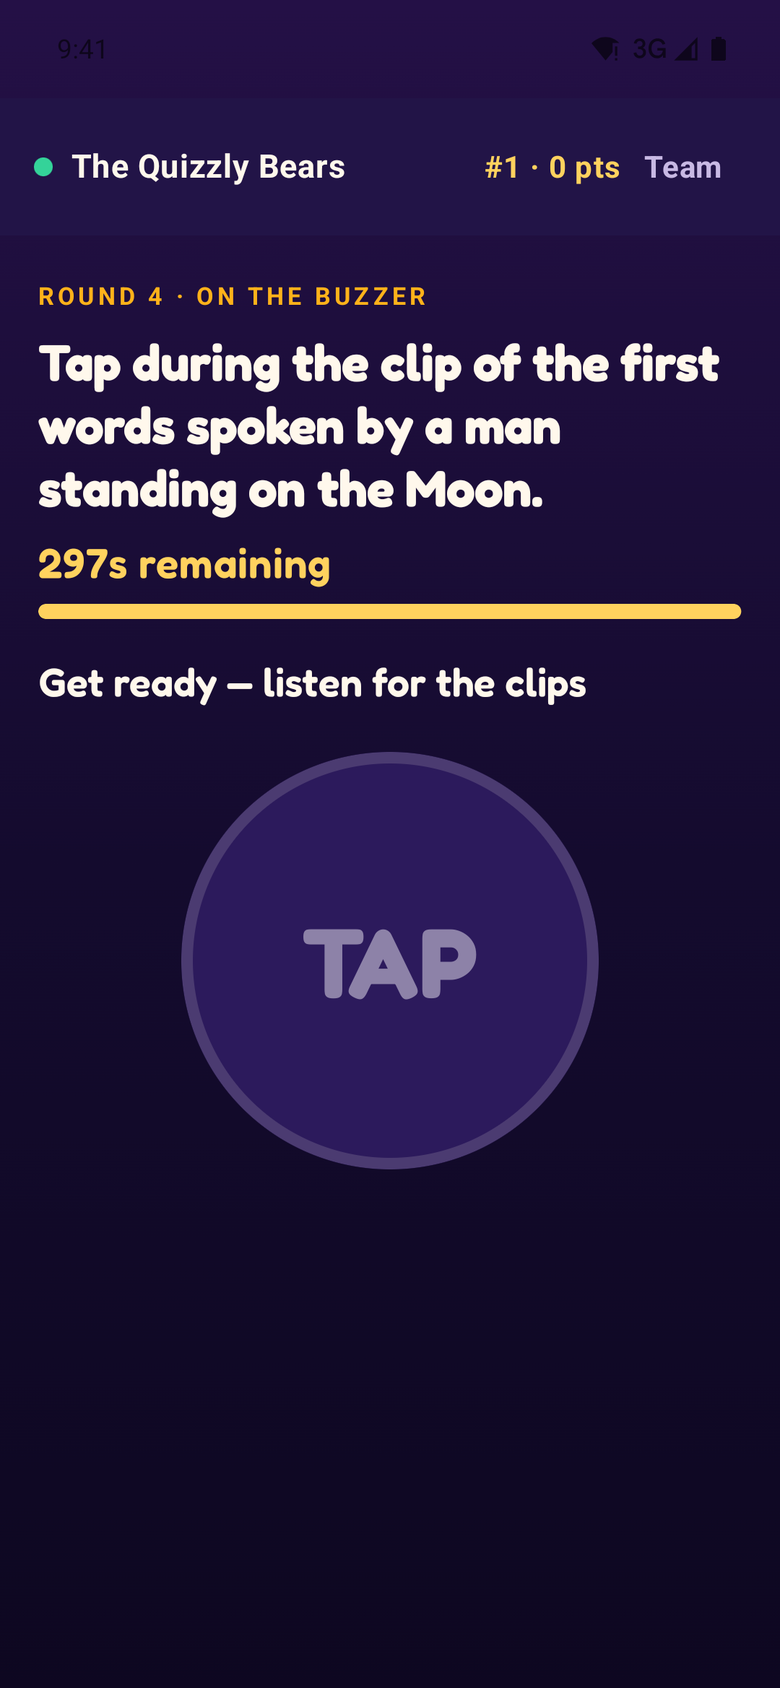 9:41
3G
The Quizzly Bears
#1 · 0 pts Team
ROUND 4 · ON THE BUZZER
Tap during the clip of the first
words spoken by a man
standing on the Moon.
297s remaining
Get ready — listen for the clips
TAP